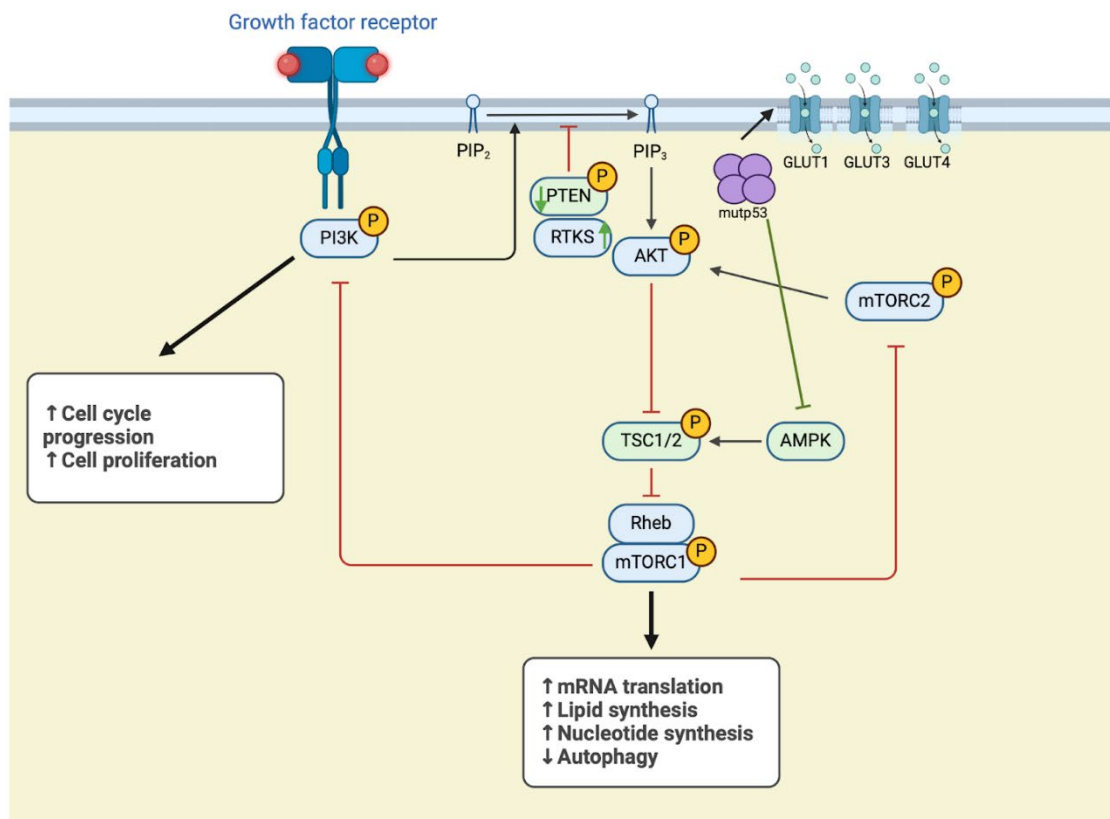 Growth factor receptor
PIP₂
PIP₃
GLUT1
GLUT3
GLUT4
mutp53
P
PTEN
RTKS
P
PI3K
P
AKT
P
mTORC2
↑Cell cycle
progression
↑Cell proliferation
P
TSC1/2
AMPK
Rheb
P
mTORC1
↑mRNA translation
↑Lipid synthesis
↑Nucleotide synthesis
↓Autophagy